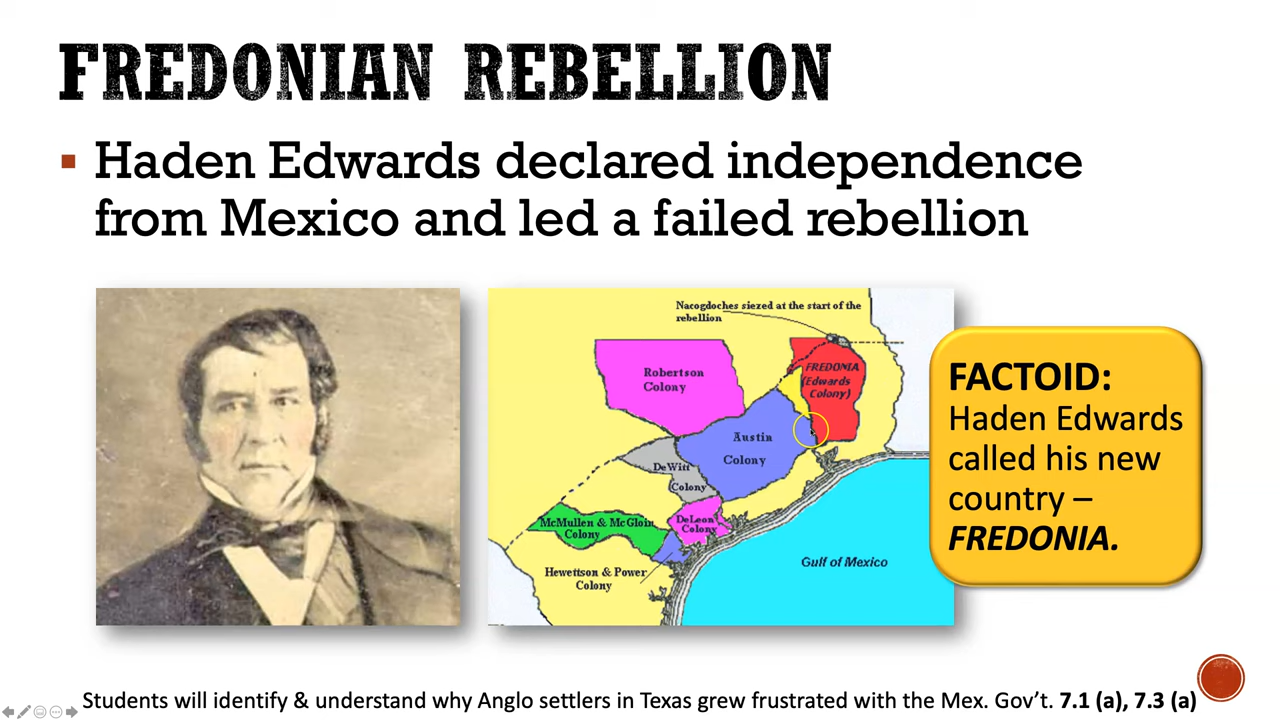 FREDONIAN REBELLION
▪ Haden Edwards declared independence
from Mexico and led a failed rebellion
Nacogdoches siezed at the start of the
rebellion
Robertson
Colony
FREDONIA
(Edwards
Colony)
Austin
Colony
DeWitt
Colony
McMullen & McGloin
Colony
DeLeon
Colony
Hewettson & Power
Colony
Gulf of Mexico
FACTOID:
Haden Edwards
called his new
country –
FREDONIA.
Students will identify & understand why Anglo settlers in Texas grew frustrated with the Mex. Gov't. 7.1 (a), 7.3 (a)